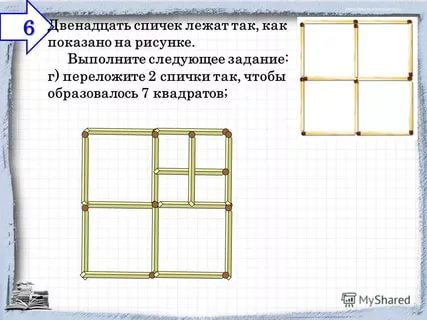 6
Двенадцать спичек лежат так, как
показано на рисунке.
Выполните следующее задание:
г) переложите 2 спички так, чтобы
образовалось 7 квадратов;
MyShared